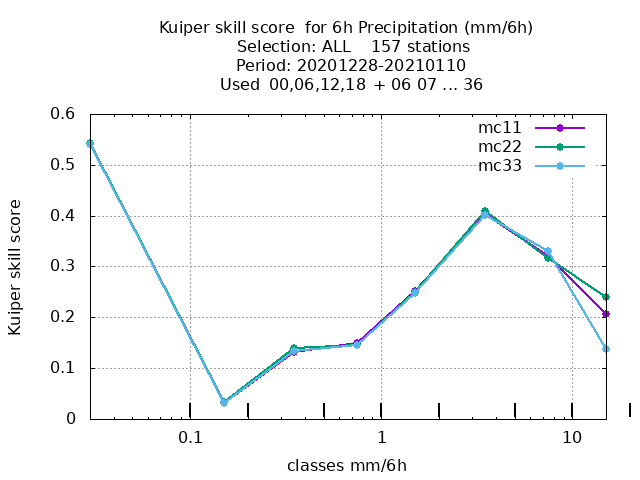 Kuiper skill score  for 6h Precipitation (mm/6h)
Selection: ALL    157 stations
Period: 20201228-20210110
Used  00,06,12,18  + 06 07 ... 36
mc11
mc22
mc33
Kuiper skill score
0.6
0.5
0.4
0.3
0.2
0.1
0
0.1 1 10
classes mm/6h